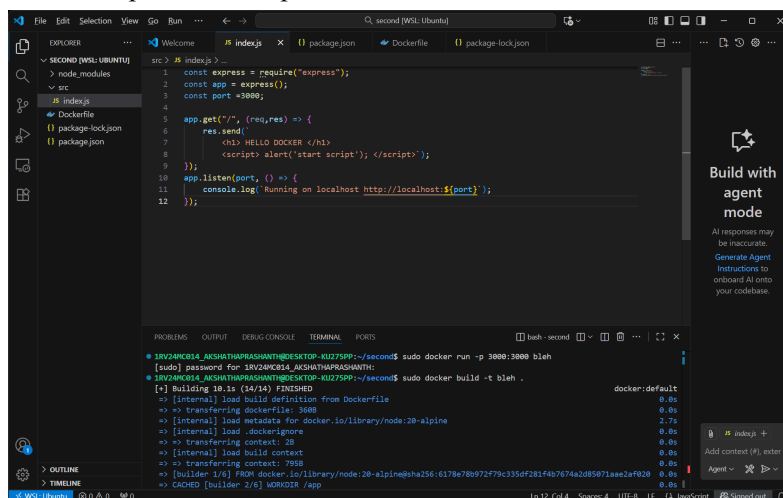 File Edit Selection View Go Run ··· second [WSL: Ubuntu]
EXPLORER ···
Welcome JS index.js {} package.json Dockerfile {} package-lock.json
SECOND [WSL: UBUNTU]
node_modules
src
JS index.js
Dockerfile
{} package-lock.json
{} package.json
src > JS index.js > ...
1 const express = require("express");
2 const app = express();
3 const port =3000;
4
5 app.get("/", (req,res) => {
6 res.send(`
7 <h1> HELLO DOCKER </h1>
8 <script> alert('start script'); </script>`);
9 });
10 app.listen(port, () => {
11 console.log(`Running on localhost http://localhost:${port}`);
12 });
Build with
agent
mode
AI responses may
be inaccurate.
Generate Agent
Instructions to
onboard AI onto
your codebase.
PROBLEMS OUTPUT DEBUG CONSOLE TERMINAL PORTS bash - second
1RV24MC014_AKSHATHAPRASHANTH@DESKTOP-KU275PP:~/second$ sudo docker run -p 3000:3000 bleh
[sudo] password for 1RV24MC014_AKSHATHAPRASHANTH:
1RV24MC014_AKSHATHAPRASHANTH@DESKTOP-KU275PP:~/second$ sudo docker build -t bleh .
[+] Building 10.1s (14/14) FINISHED docker:default
=> [internal] load build definition from Dockerfile 0.0s
=> => transferring dockerfile: 360B 0.0s
=> [internal] load metadata for docker.io/library/node:20-alpine 2.7s
=> [internal] load .dockerignore 0.0s
=> => transferring context: 2B 0.0s
=> [internal] load build context 0.0s
=> => transferring context: 795B 0.0s
=> [builder 1/6] FROM docker.io/library/node:20-alpine@sha256:6178e78b972f79c335df281f4b7674a2d85071aae2af020 0.0s
=> CACHED [builder 2/6] WORKDIR /app 0.0s
JS index.js +
Add context (#), exter
Agent
OUTLINE
TIMELINE
WSL: Ubuntu 0 0 0 Ln 12, Col 4 Spaces: 4 UTF-8 LF {} JavaScript Signed out